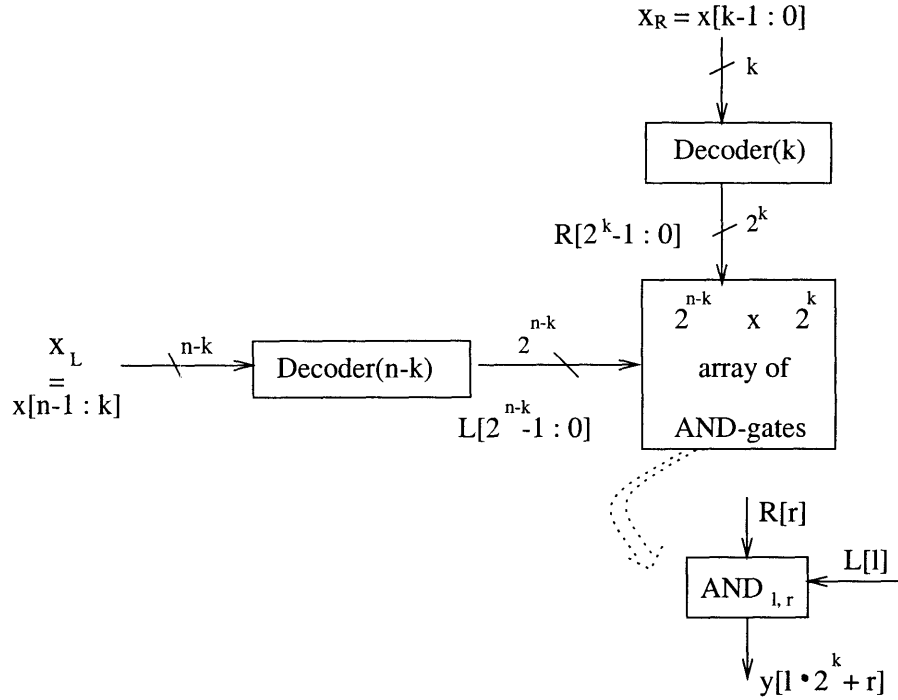 x_R = x[k-1 : 0]
k
Decoder(k)
R[2^k-1 : 0]
2^k
2^{n-k} x 2^k
array of
AND-gates
x_L
=
x[n-1 : k]
n-k
Decoder(n-k)
2^{n-k}
L[2^{n-k}-1 : 0]
R[r]
L[l]
AND_{l, r}
y[l • 2^k + r]